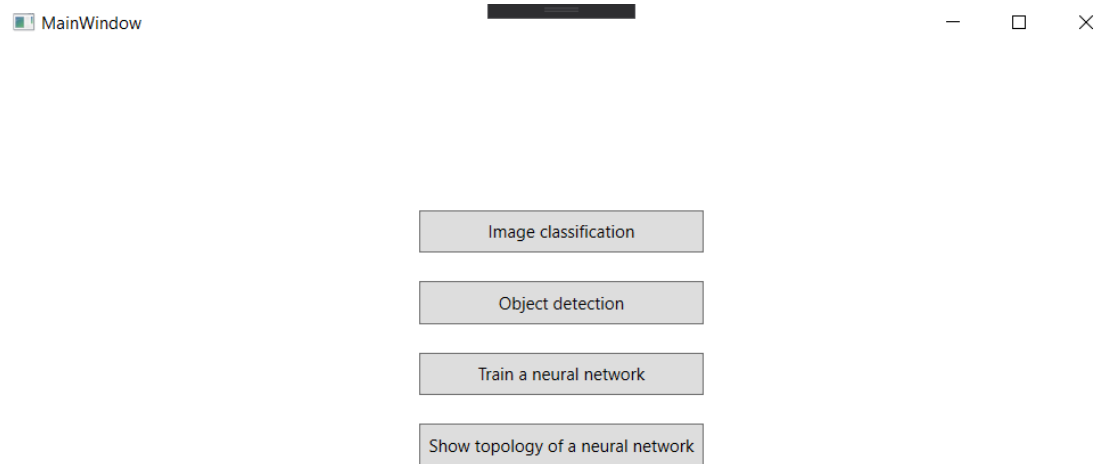 MainWindow
Image classification
Object detection
Train a neural network
Show topology of a neural network